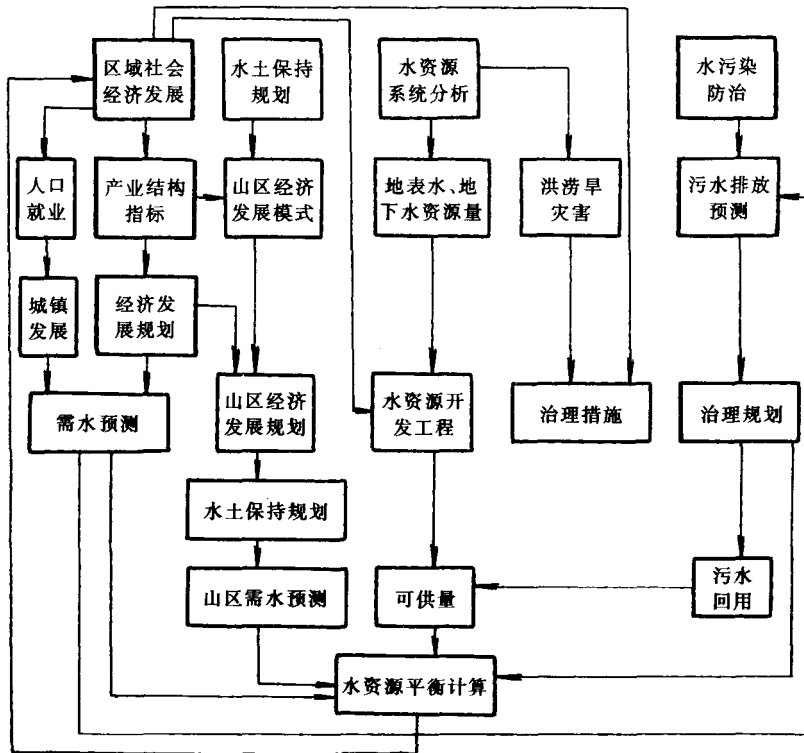 区域社会
经济发展
水土保持
规划
水资源
系统分析
水污染
防治
人口
就业
产业结构
指标
山区经济
发展模式
地表水、地
下水资源量
洪涝旱
灾害
污水排放
预测
城镇
发展
经济发
展规划
需水预测
山区经济
发展规划
水资源开
发工程
治理措施
治理规划
水土保持规划
山区需水预测
可供量
污水
回用
水资源平衡计算